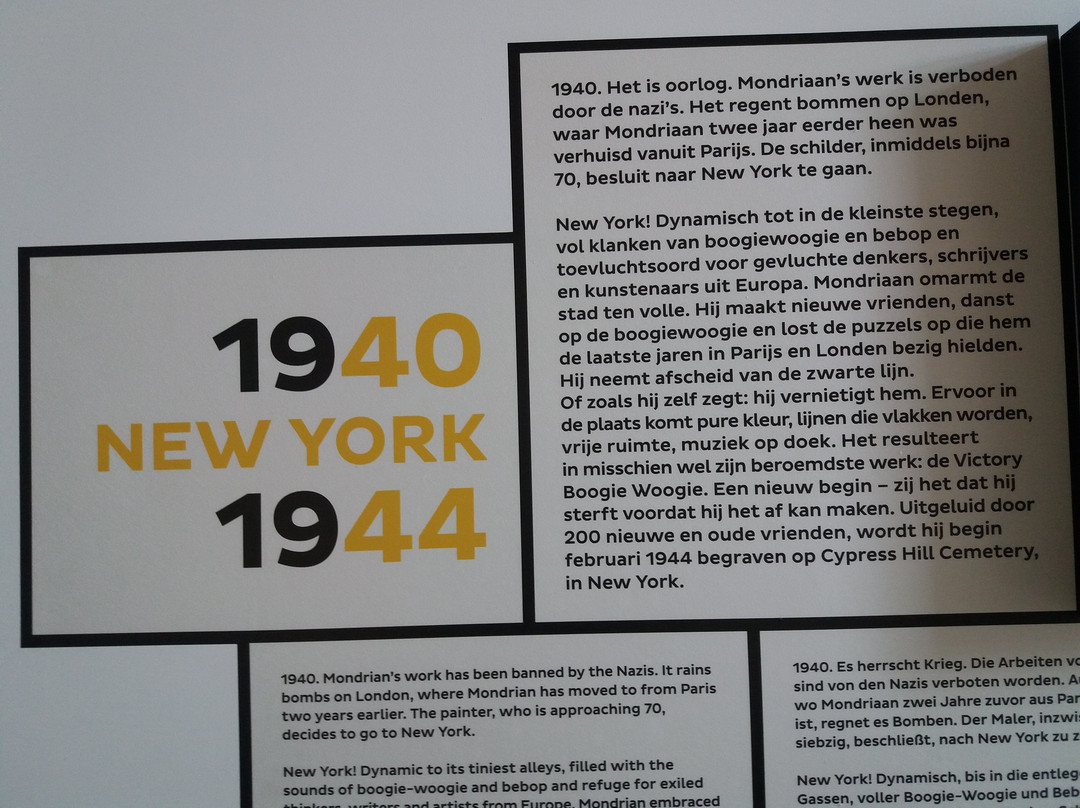 1940
NEW YORK
1944
1940. Het is oorlog. Mondriaan's werk is verboden
door de nazi's. Het regent bommen op Londen,
waar Mondriaan twee jaar eerder heen was
verhuisd vanuit Parijs. De schilder, inmiddels bijna
70, besluit naar New York te gaan.
New York! Dynamisch tot in de kleinste stegen,
vol klanken van boogiewoogie en bebop en
toevluchtsoord voor gevluchte denkers, schrijvers
en kunstenaars uit Europa. Mondriaan omarmt de
stad ten volle. Hij maakt nieuwe vrienden, danst
op de boogiewoogie en lost de puzzels op die hem
de laatste jaren in Parijs en Londen bezig hielden.
Hij neemt afscheid van de zwarte lijn.
Of zoals hij zelf zegt: hij vernietigt hem. Ervoor in
de plaats komt pure kleur, lijnen die vlakken worden,
vrije ruimte, muziek op doek. Het resulteert
in misschien wel zijn beroemdste werk: de Victory
Boogie Woogie. Een nieuw begin – zij het dat hij
sterft voordat hij het af kan maken. Uitgeluid door
200 nieuwe en oude vrienden, wordt hij begin
februari 1944 begraven op Cypress Hill Cemetery,
in New York.
1940. Mondrian's work has been banned by the Nazis. It rains
bombs on London, where Mondrian has moved to from Paris
two years earlier. The painter, who is approaching 70,
decides to go to New York.
New York! Dynamic to its tiniest alleys, filled with the
sounds of boogie-woogie and bebop and refuge for exiled
thinkers, writers and artists from Europe. Mondrian embraced
1940. Es herrscht Krieg. Die Arbeiten
sind von den Nazis verboten worden.
wo Mondriaan zwei Jahre zuvor aus
ist, regnet es Bomben. Der Maler,
siebzig, beschließt, nach New York zu
New York! Dynamisch, bis in die
Gassen, voller Boogie-Woogie und